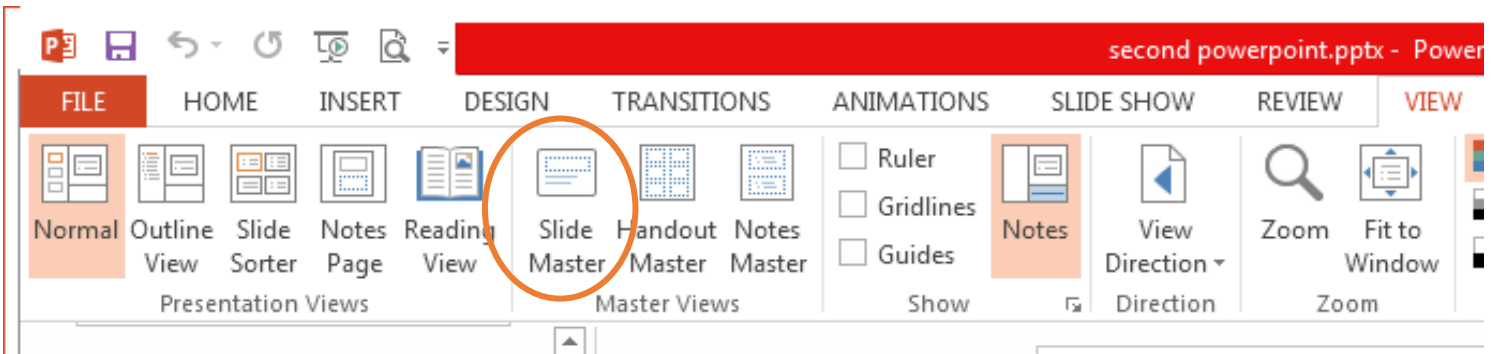 second powerpoint.pptx - Power
FILE HOME INSERT DESIGN TRANSITIONS ANIMATIONS SLIDE SHOW REVIEW VIEW
Normal Outline View Slide Sorter Notes Page Reading View Slide Master Handout Master Notes Master
Ruler
Gridlines
Guides
Notes View Direction Zoom Fit to Window
Presentation Views Master Views Show Direction Zoom